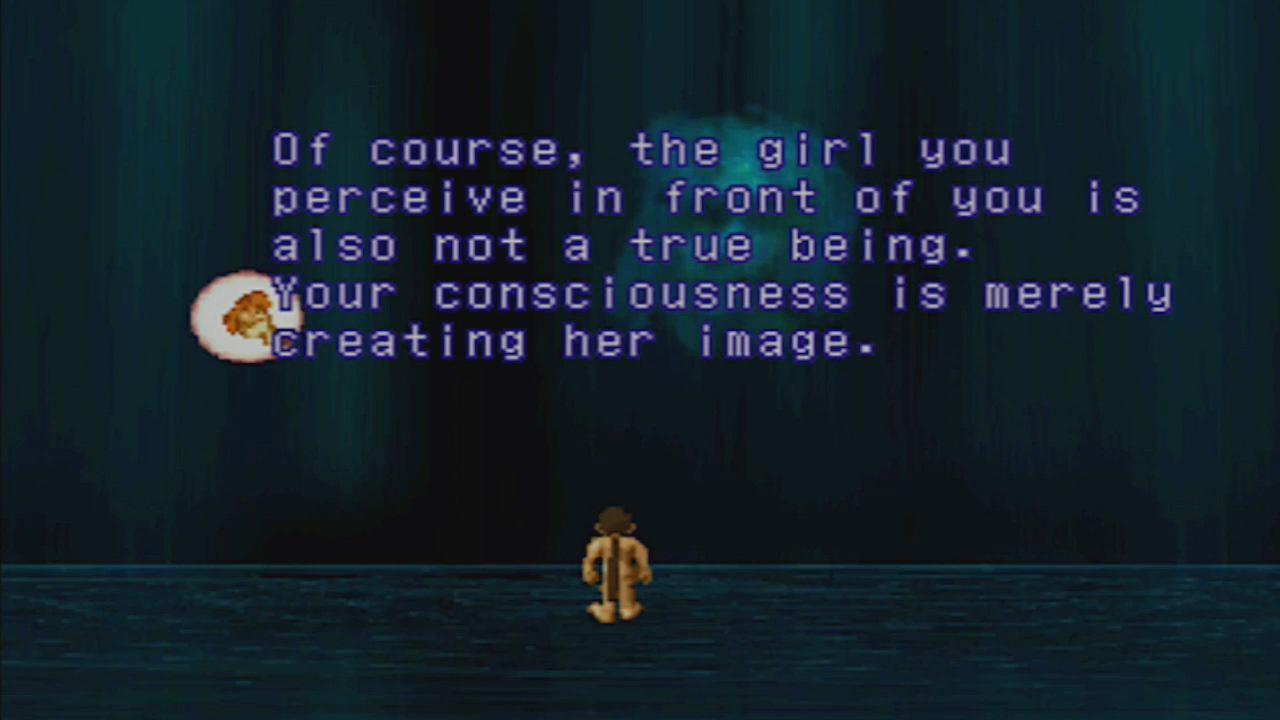 Of course, the girl you
perceive in front of you is
also not a true being.
Your consciousness is merely
creating her image.